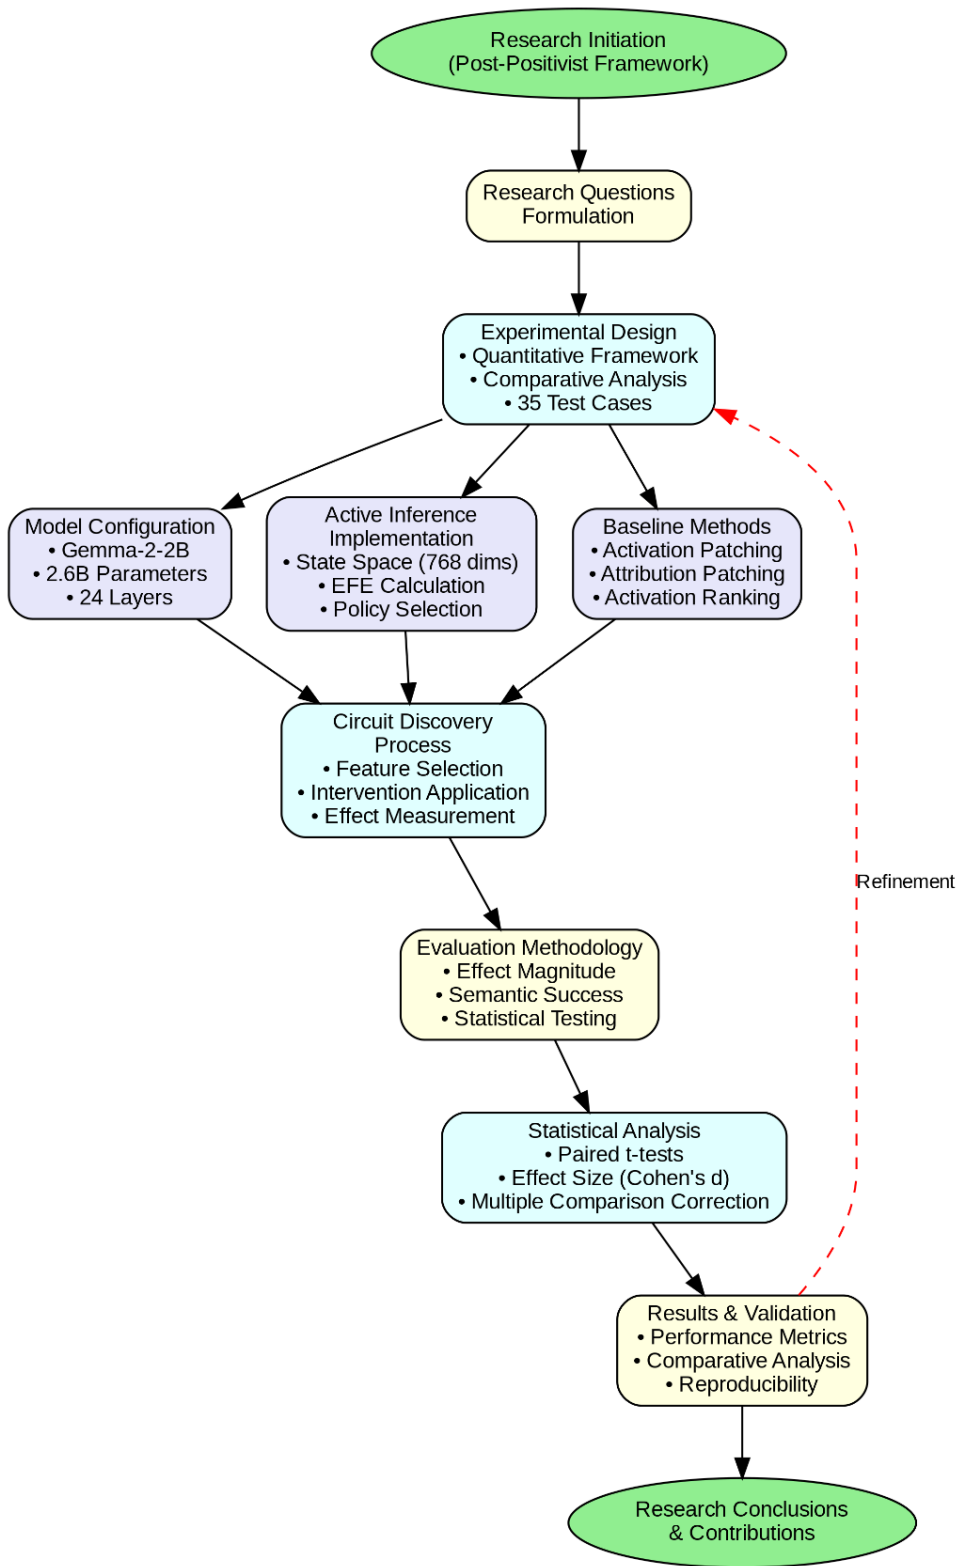 Research Initiation
(Post-Positivist Framework)
Research Questions
Formulation
Experimental Design
• Quantitative Framework
• Comparative Analysis
• 35 Test Cases
Model Configuration
• Gemma-2-2B
• 2.6B Parameters
• 24 Layers
Active Inference
Implementation
• State Space (768 dims)
• EFE Calculation
• Policy Selection
Baseline Methods
• Activation Patching
• Attribution Patching
• Activation Ranking
Circuit Discovery
Process
• Feature Selection
• Intervention Application
• Effect Measurement
Refinement
Evaluation Methodology
• Effect Magnitude
• Semantic Success
• Statistical Testing
Statistical Analysis
• Paired t-tests
• Effect Size (Cohen's d)
• Multiple Comparison Correction
Results & Validation
• Performance Metrics
• Comparative Analysis
• Reproducibility
Research Conclusions
& Contributions